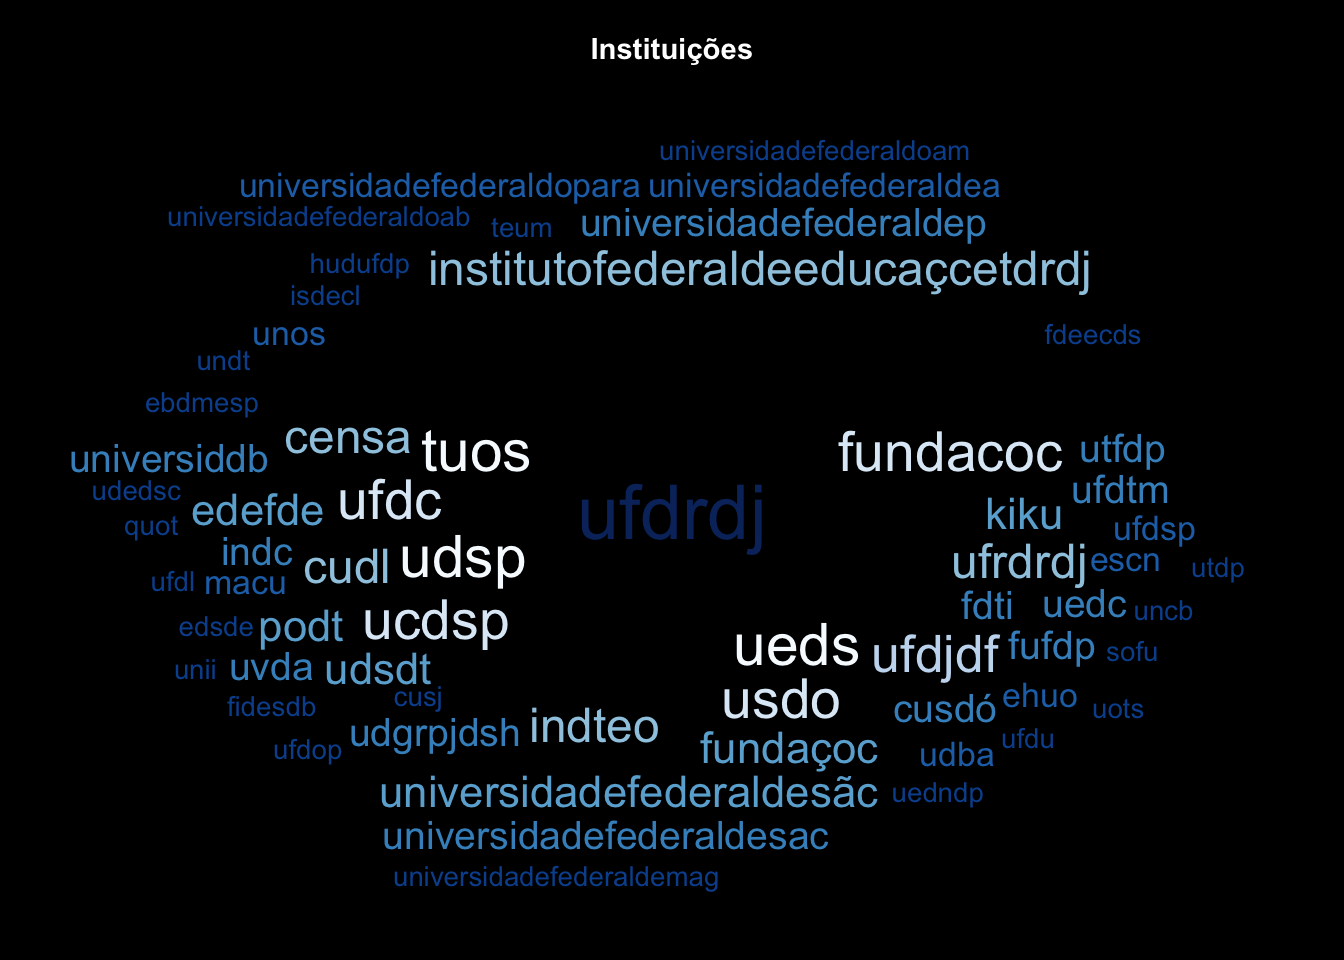 Instituições
universidadefederaldoam
universidadefederaldopara universidadefederaldea
universidadefederaldoab teum universidadefederaldep
hudufdp institutofederaldeeducaçcetdrdj
isdecl
unos fdeecds
undt
ebdmesp
censa tuos fundacoc utfdp
universiddb
udedsc ufdc ufdtm
quot edefde ufdrdj kiku ufdsp
indc cudl udsp ufrdrdj escn utdp
ufdl macu
edsde podt ucdsp fdti uedc uncb
unii uvda udsdt ueds ufdjdf fufdp sofu
fidesdb cusj usdo cusdó ehuo uots
ufdop udgrpjdsh indteo fundaçoc udba ufdu
universidadefederaldesãc uedndp
universidadefederaldesac
universidadefederaldemag